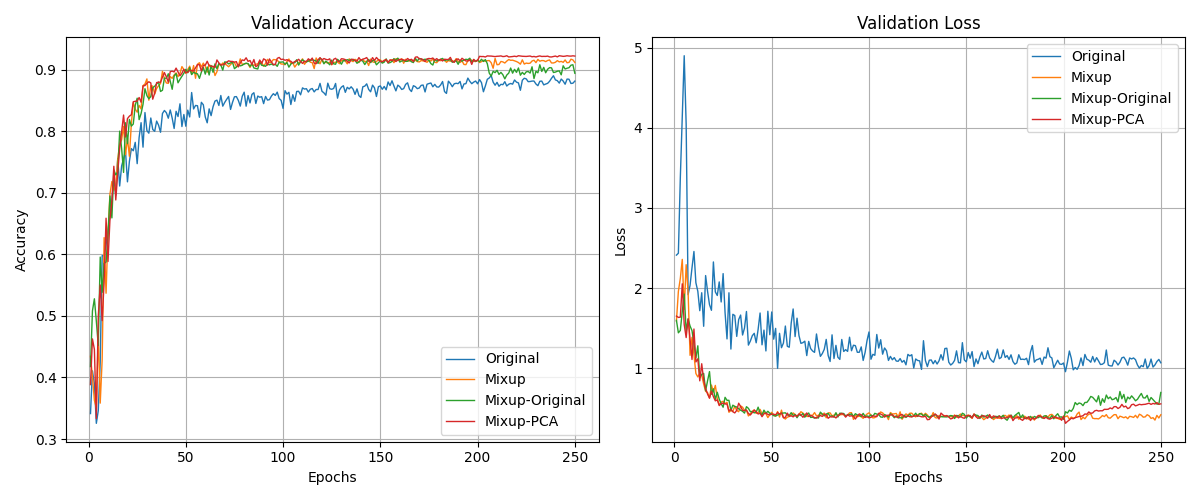 Validation Accuracy
Accuracy
0.9
0.8
0.7
0.6
0.5
0.4
0.3
0
50
100
150
200
250
Epochs
Original
Mixup
Mixup-Original
Mixup-PCA
Validation Loss
Loss
5
4
3
2
1
0
50
100
150
200
250
Epochs
Original
Mixup
Mixup-Original
Mixup-PCA